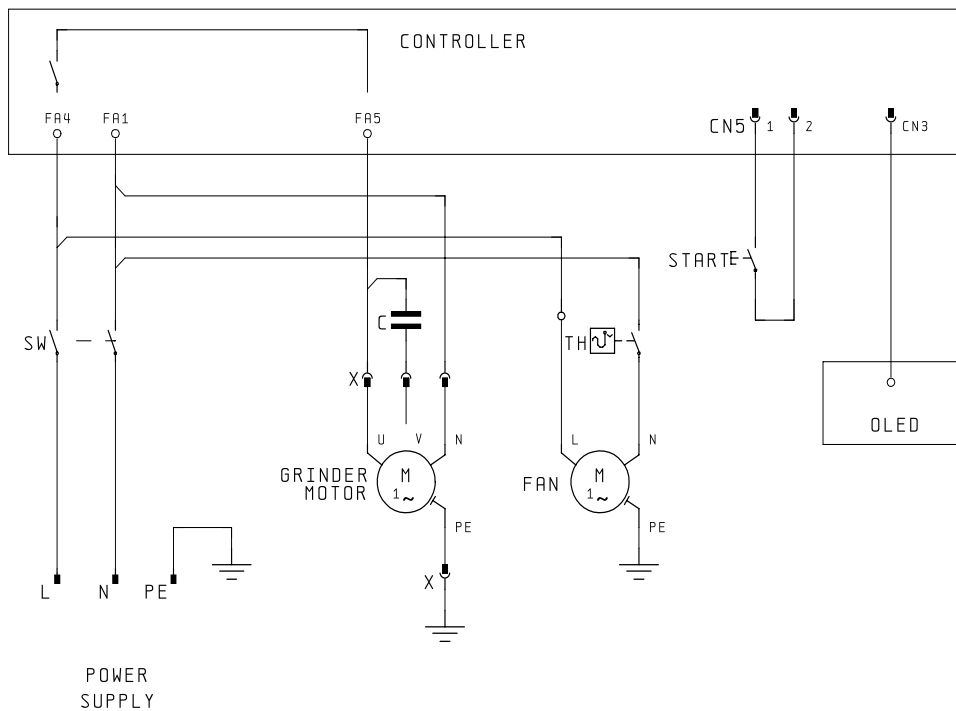 CONTROLLER
FA4 FA1 FA5
CN5 1 2 CN3
START
SW C TH
X
OLED
U V N L N
GRINDER
MOTOR
M
1~
FAN
M
1~
PE PE
X
L N PE
POWER
SUPPLY